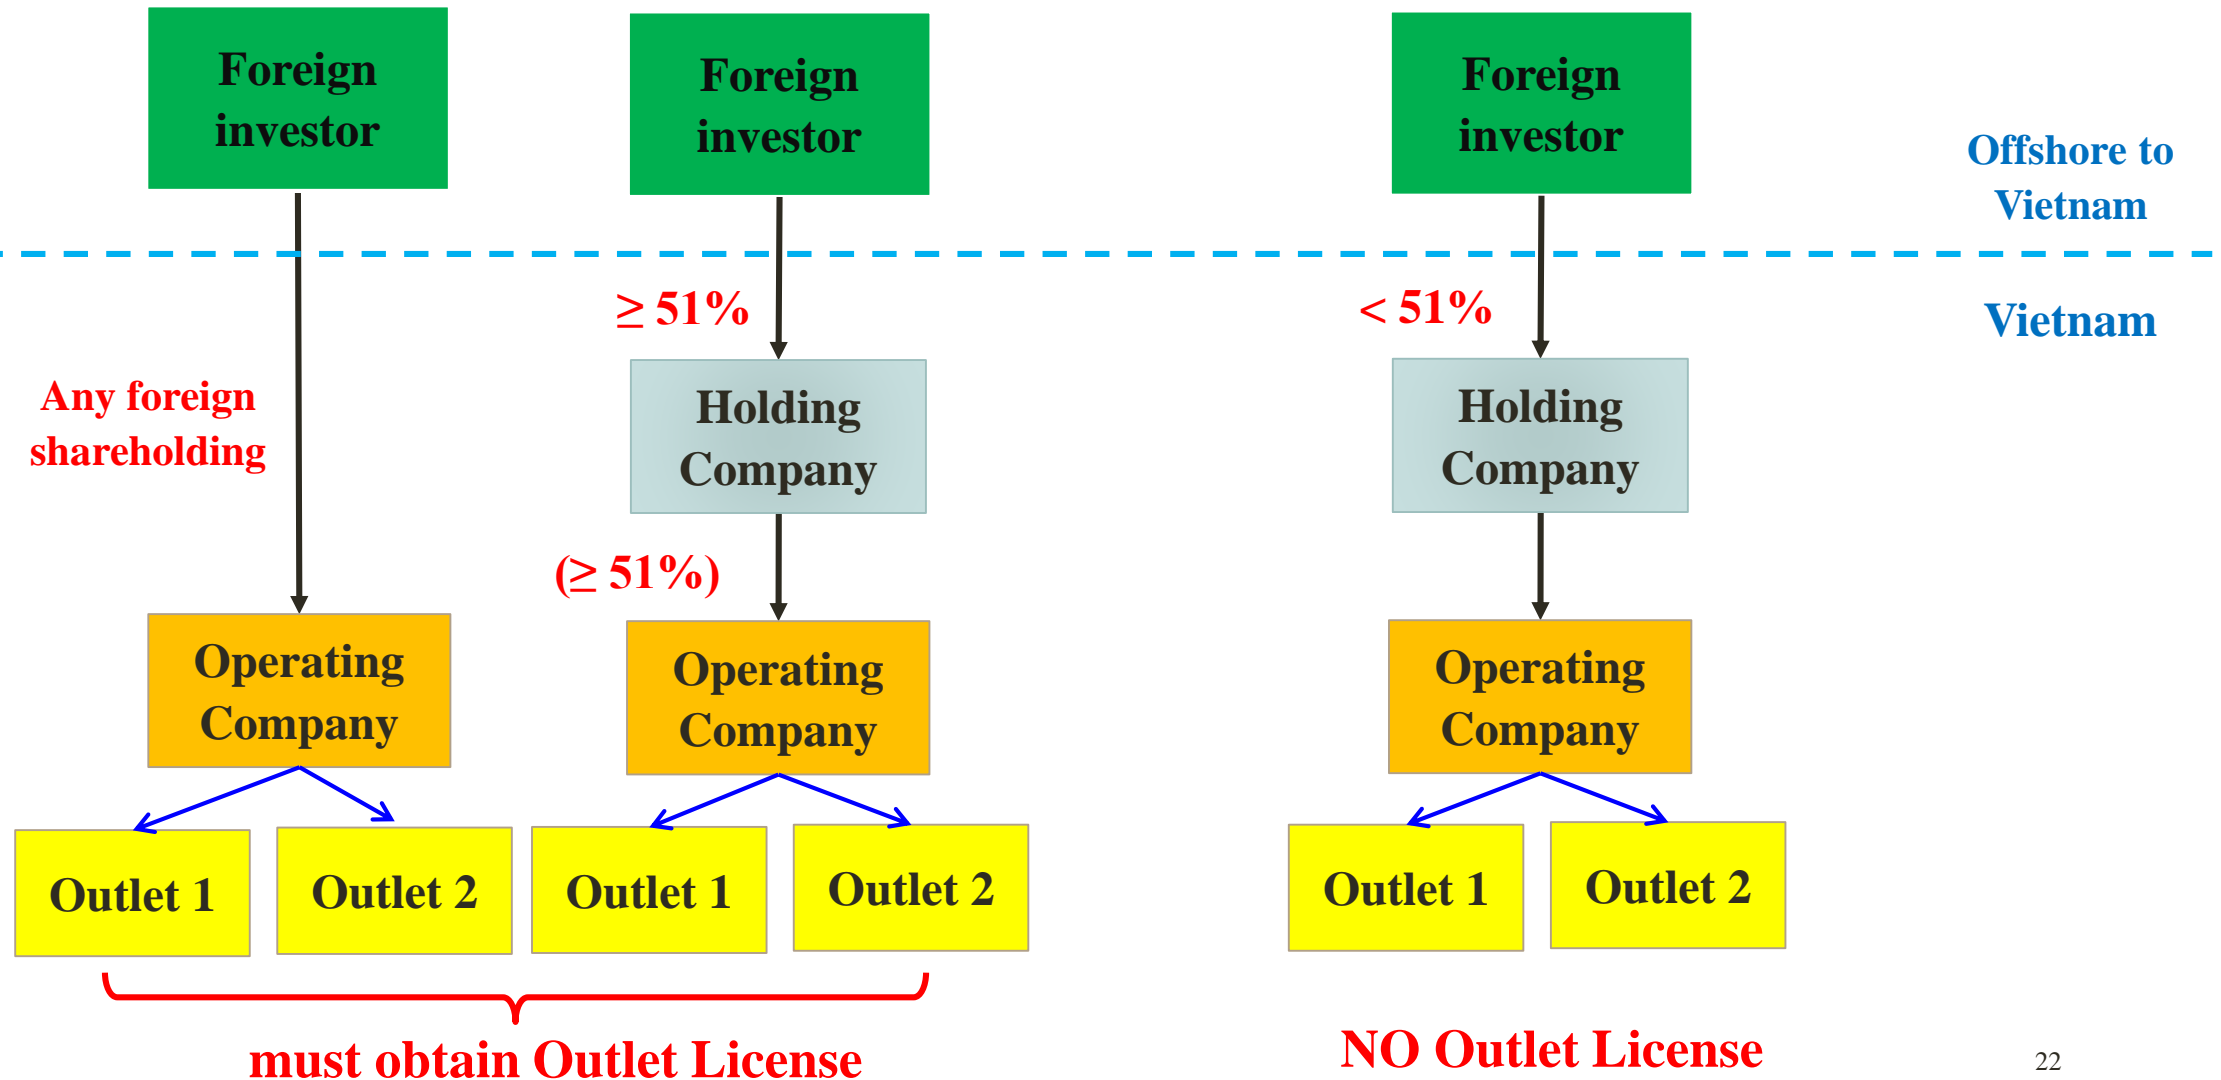 Foreign
investor
Foreign
investor
Foreign
investor
Offshore to
Vietnam
≥ 51%
< 51%
Vietnam
Any foreign
shareholding
Holding
Company
Holding
Company
(≥ 51%)
Operating
Company
Operating
Company
Operating
Company
Outlet 1
Outlet 2
Outlet 1
Outlet 2
Outlet 1
Outlet 2
must obtain Outlet License
NO Outlet License
22